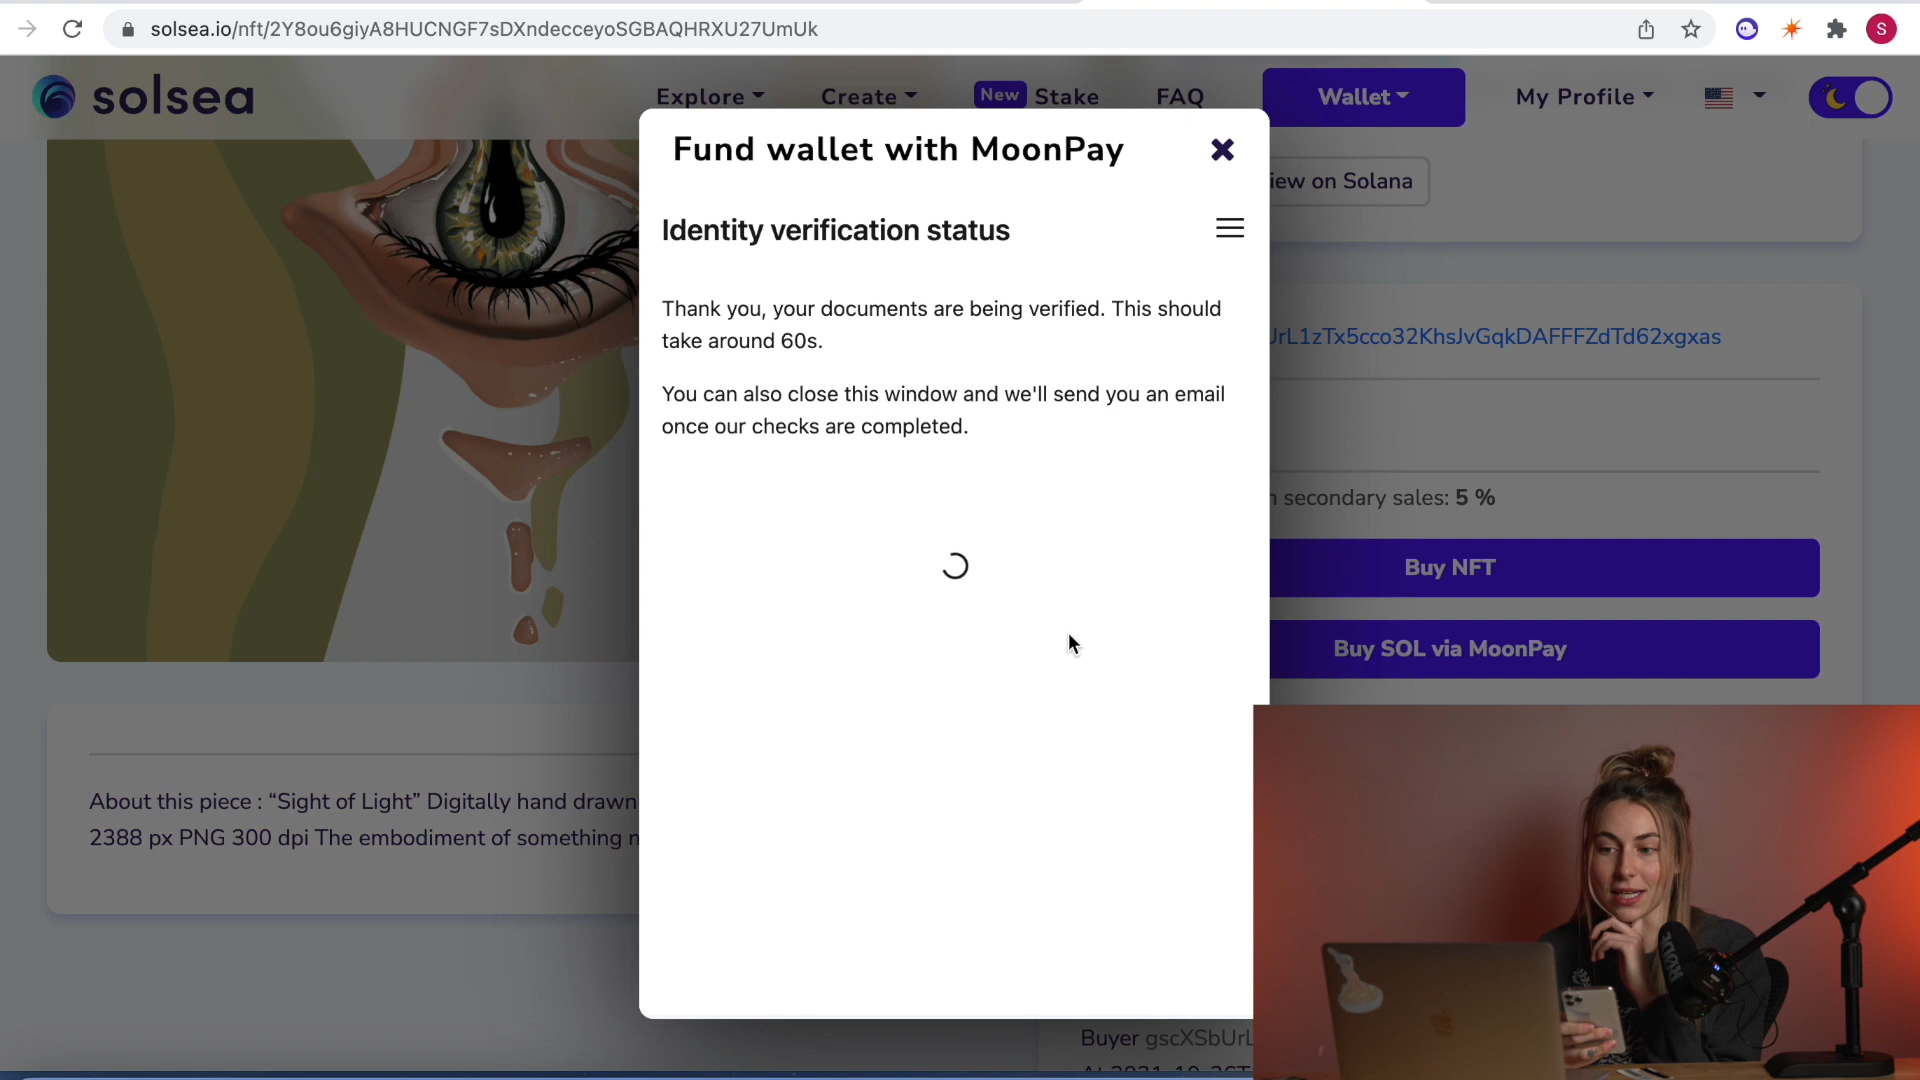 solsea.io/nft/2Y8ou6giyA8HUCNGF7sDXndecceyoSGBAQHRXU27UmUk
S
solsea
Explore
Create
New Stake
FAQ
Wallet
My Profile
Fund wallet with MoonPay
iew on Solana
Identity verification status
Thank you, your documents are being verified. This should
take around 60s.
JrL1zTx5cco32KhsJvGqkDAFFFZdTd62xgxas
You can also close this window and we'll send you an email
once our checks are completed.
secondary sales: 5 %
Buy NFT
Buy SOL via MoonPay
About this piece : “Sight of Light” Digitally hand drawn
2388 px PNG 300 dpi The embodiment of something
RØDE
Buyer gscXSbUrL